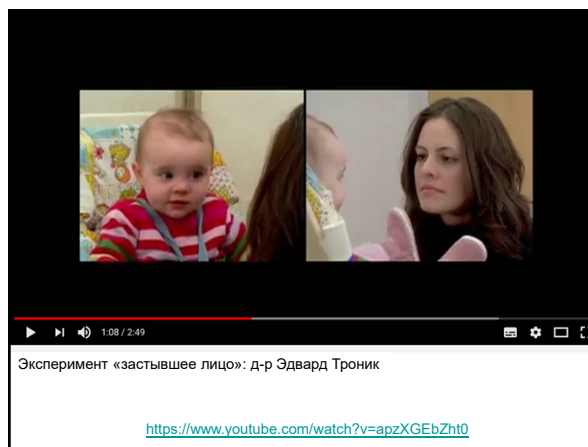 1:08 / 2:49
Эксперимент «застывшее лицо»: д-р Эдвард Троник
https://www.youtube.com/watch?v=apzXGEbZht0